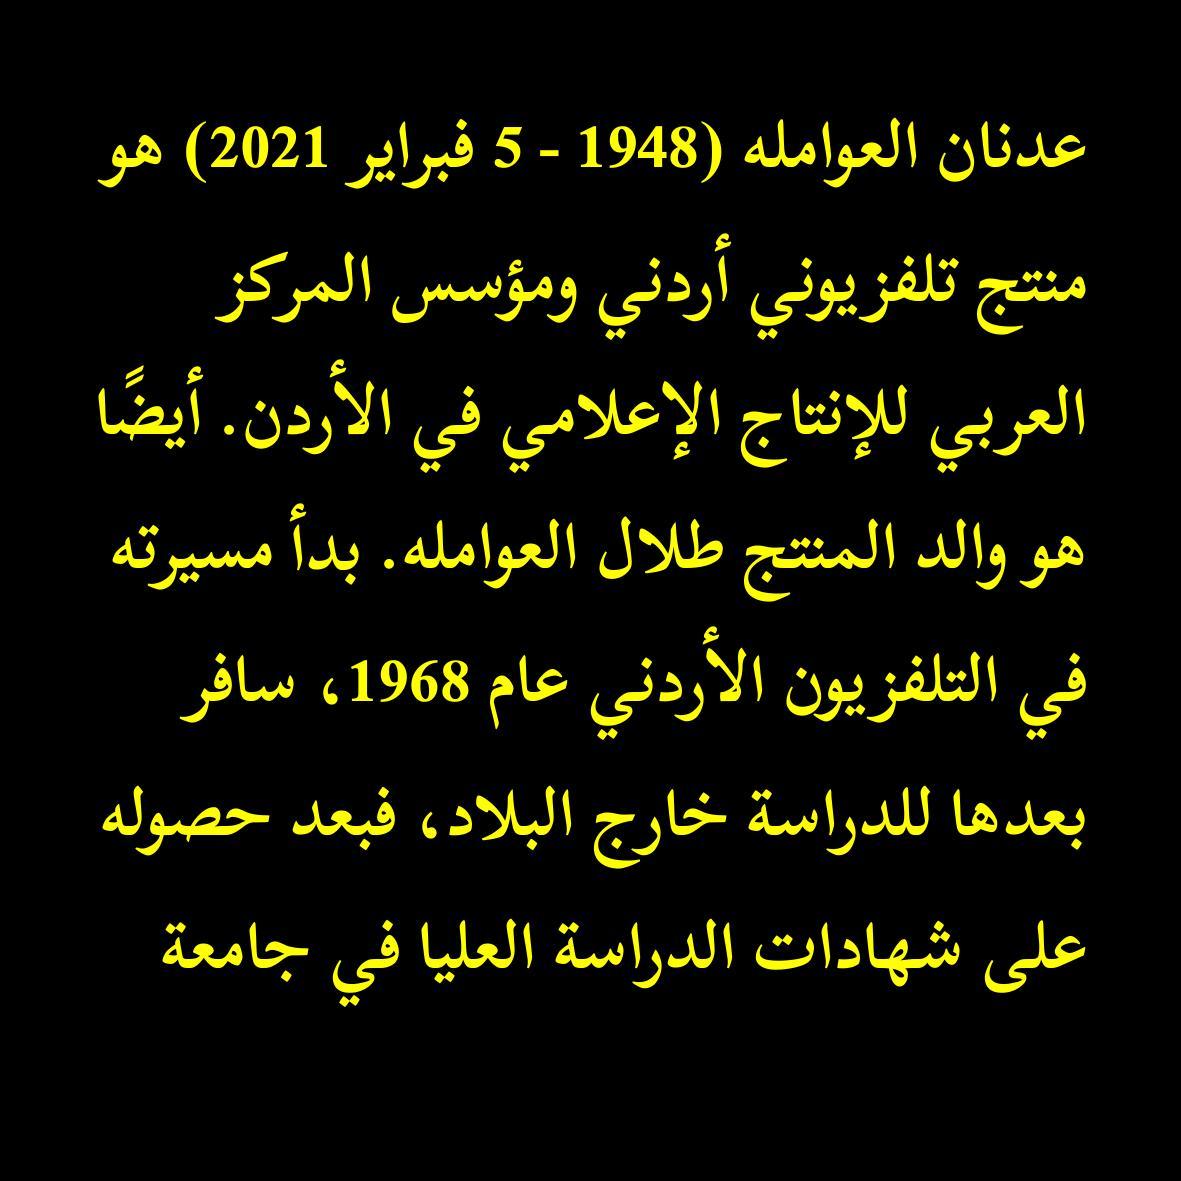 عدنان العوامله (1948 - 5 فبراير 2021) هو
منتج تلفزيوني أردني ومؤسس المركز
العربي للإنتاج الإعلامي في الأردن. أيضًا
هو والد المنتج طلال العوامله. بدأ مسيرته
في التلفزيون الأردني عام 1968، سافر
بعدها للدراسة خارج البلاد، فبعد حصوله
على شهادات الدراسة العليا في جامعة